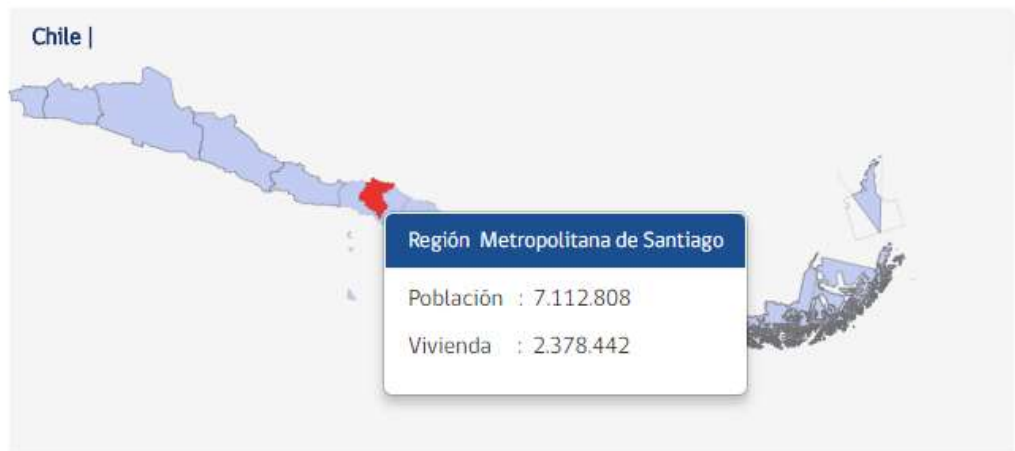 Chile |
Región Metropolitana de Santiago
Población : 7.112.808
Vivienda : 2.378.442